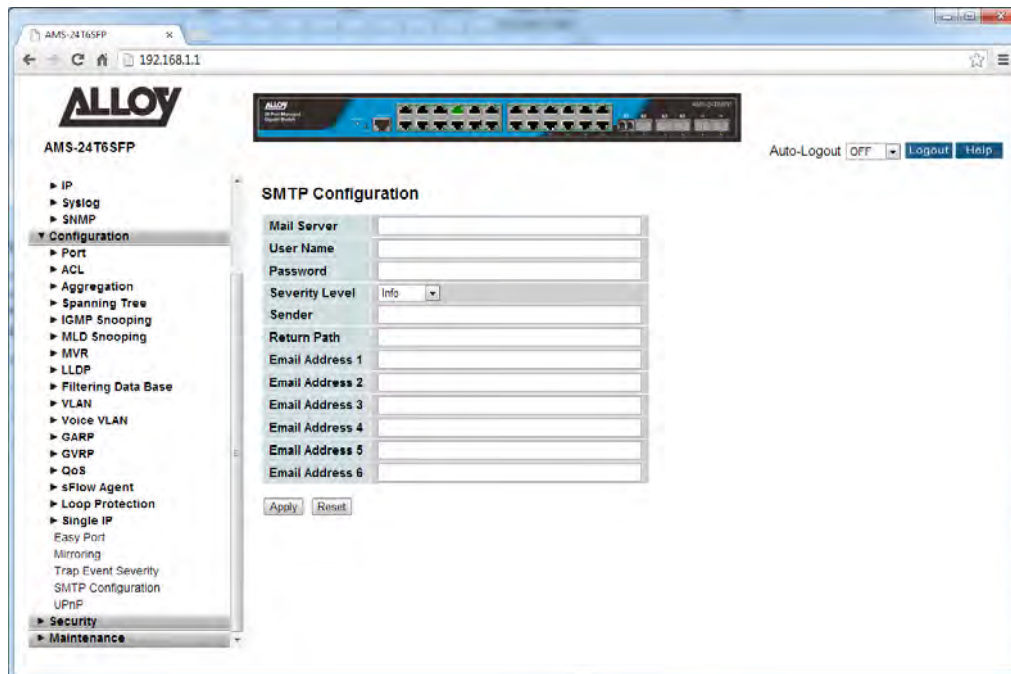 AMS-24T6SFP
192.168.1.1
ALLOY
ALLOY
AMS-24T6SFP
Auto-Logout OFF Logout Help
IP
Syslog
SNMP
Configuration
Port
ACL
Aggregation
Spanning Tree
IGMP Snooping
MLD Snooping
MVR
LLDP
Filtering Data Base
VLAN
Voice VLAN
GARP
GVRP
QoS
sFlow Agent
Loop Protection
Single IP
Easy Port
Mirroring
Trap Event Severity
SMTP Configuration
UPnP
Security
Maintenance
SMTP Configuration
Mail Server
User Name
Password
Severity Level Info
Sender
Return Path
Email Address 1
Email Address 2
Email Address 3
Email Address 4
Email Address 5
Email Address 6
Apply Reset